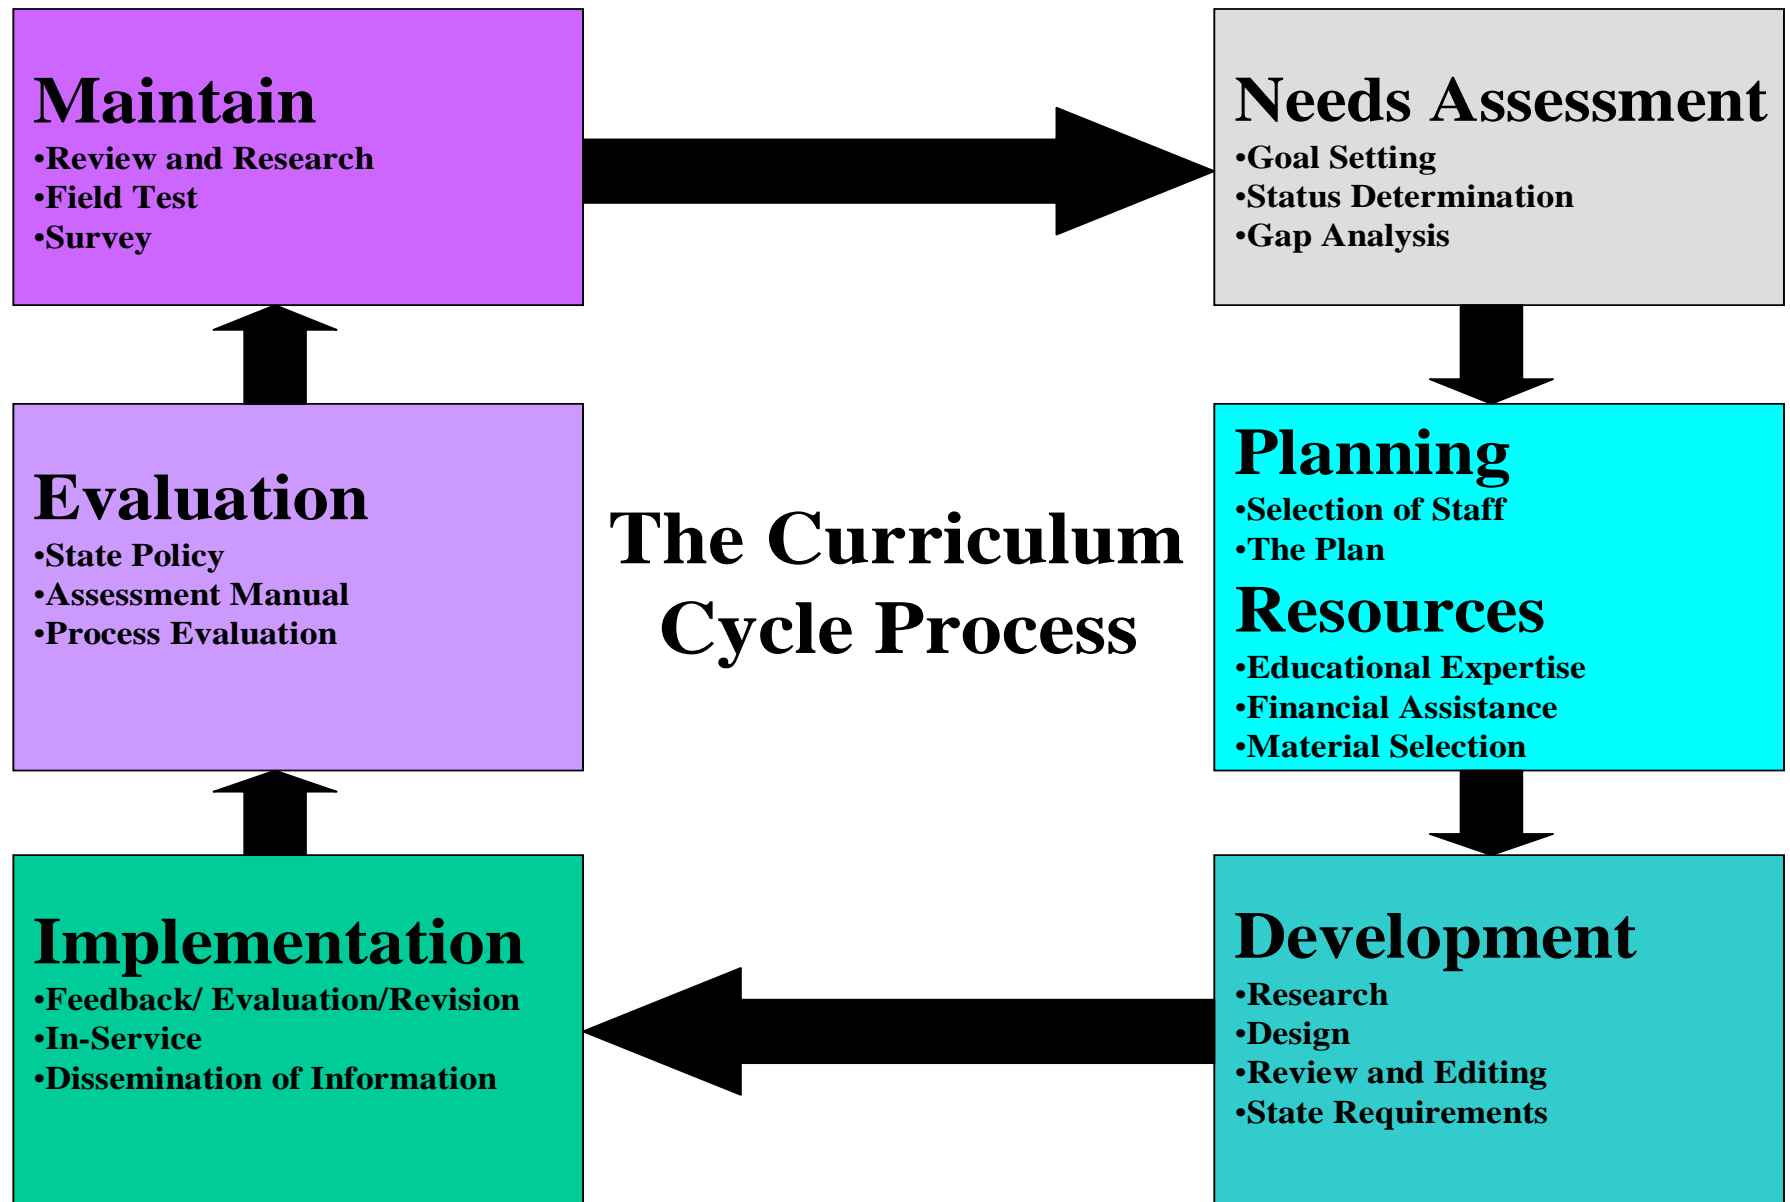 Maintain
•Review and Research
•Field Test
•Survey
Needs Assessment
•Goal Setting
•Status Determination
•Gap Analysis
Evaluation
•State Policy
•Assessment Manual
•Process Evaluation
The Curriculum
Cycle Process
Planning
•Selection of Staff
•The Plan
Resources
•Educational Expertise
•Financial Assistance
•Material Selection
Implementation
•Feedback/ Evaluation/Revision
•In-Service
•Dissemination of Information
Development
•Research
•Design
•Review and Editing
•State Requirements